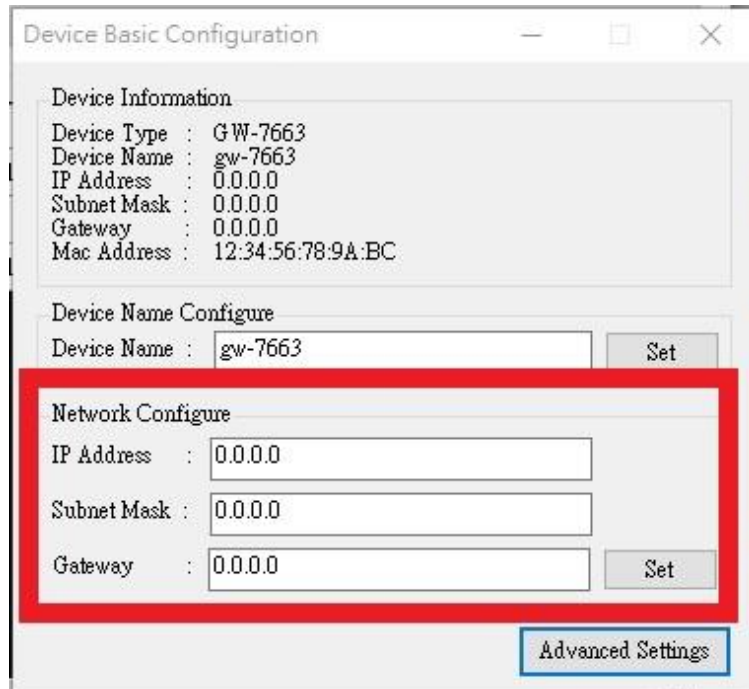 Device Basic Configuration
Device Information
Device Type : GW-7663
Device Name : gw-7663
IP Address : 0.0.0.0
Subnet Mask : 0.0.0.0
Gateway : 0.0.0.0
Mac Address : 12:34:56:78:9A:BC
Device Name Configure
Device Name : gw-7663 Set
Network Configure
IP Address : 0.0.0.0
Subnet Mask : 0.0.0.0
Gateway : 0.0.0.0 Set
Advanced Settings